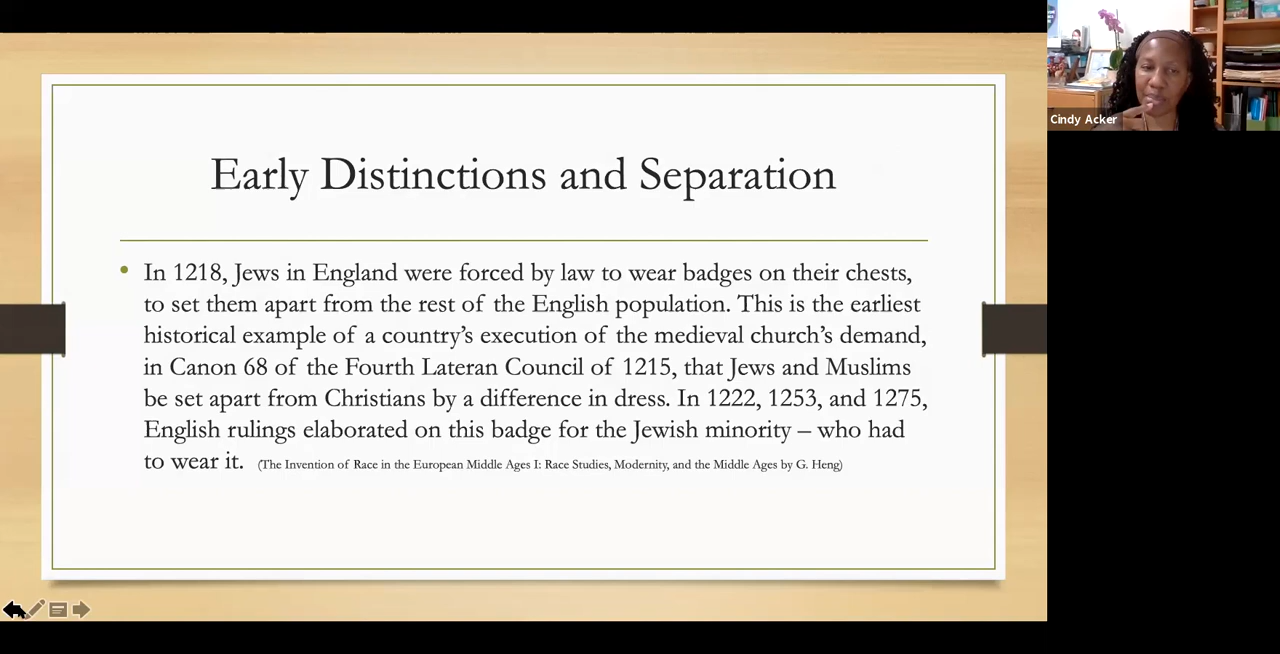 Early Distinctions and Separation
In 1218, Jews in England were forced by law to wear badges on their chests,
to set them apart from the rest of the English population. This is the earliest
historical example of a country’s execution of the medieval church’s demand,
in Canon 68 of the Fourth Lateran Council of 1215, that Jews and Muslims
be set apart from Christians by a difference in dress. In 1222, 1253, and 1275,
English rulings elaborated on this badge for the Jewish minority – who had
to wear it. (The Invention of Race in the European Middle Ages I: Race Studies, Modernity, and the Middle Ages by G. Heng)
Cindy Acker